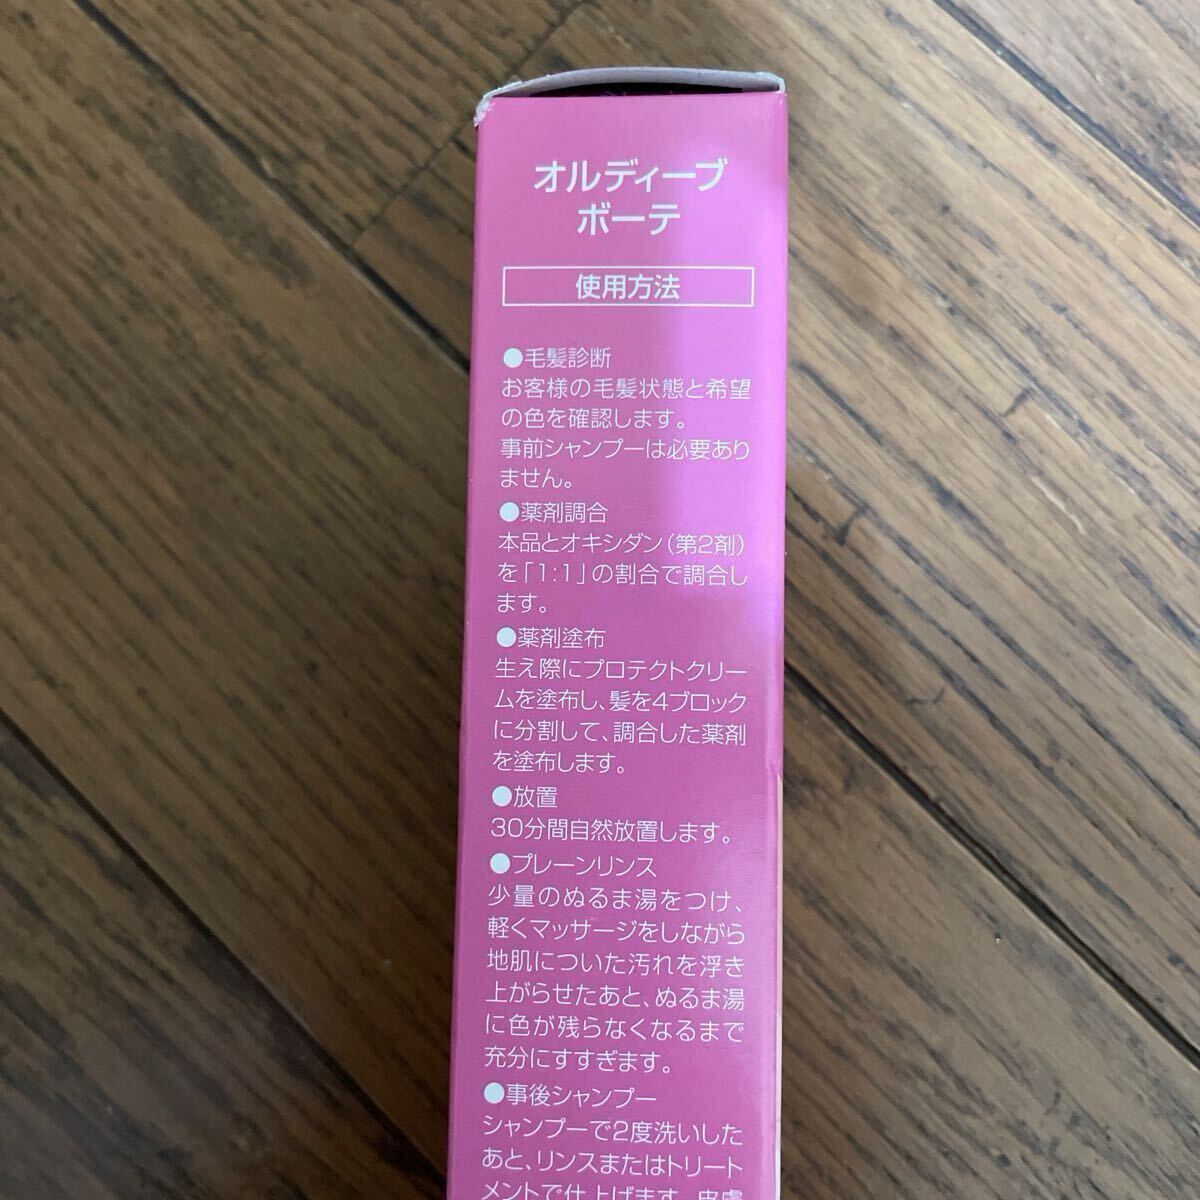 オルディーブ
ボーテ
使用方法
●毛髪診断
お客様の毛髪状態と希望
の色を確認します。
事前シャンプーは必要あり
ません。
●薬剤調合
本品とオキシダン(第2剤)
を「1:1」の割合で調合し
ます。
●薬剤塗布
生え際にプロテクトクリー
ムを塗布し、髪を4ブロック
に分割して、調合した薬剤
を塗布します。
●放置
30分間自然放置します。
●プレーンリンス
少量のぬるま湯をつけ、
軽くマッサージをしながら
地肌についた汚れを浮き
上がらせたあと、ぬるま湯
に色が残らなくなるまで
充分にすすぎます。
●事後シャンプー
シャンプーで2度洗いした
あと、リンスまたはトリート
メントで仕上げます。皮膚